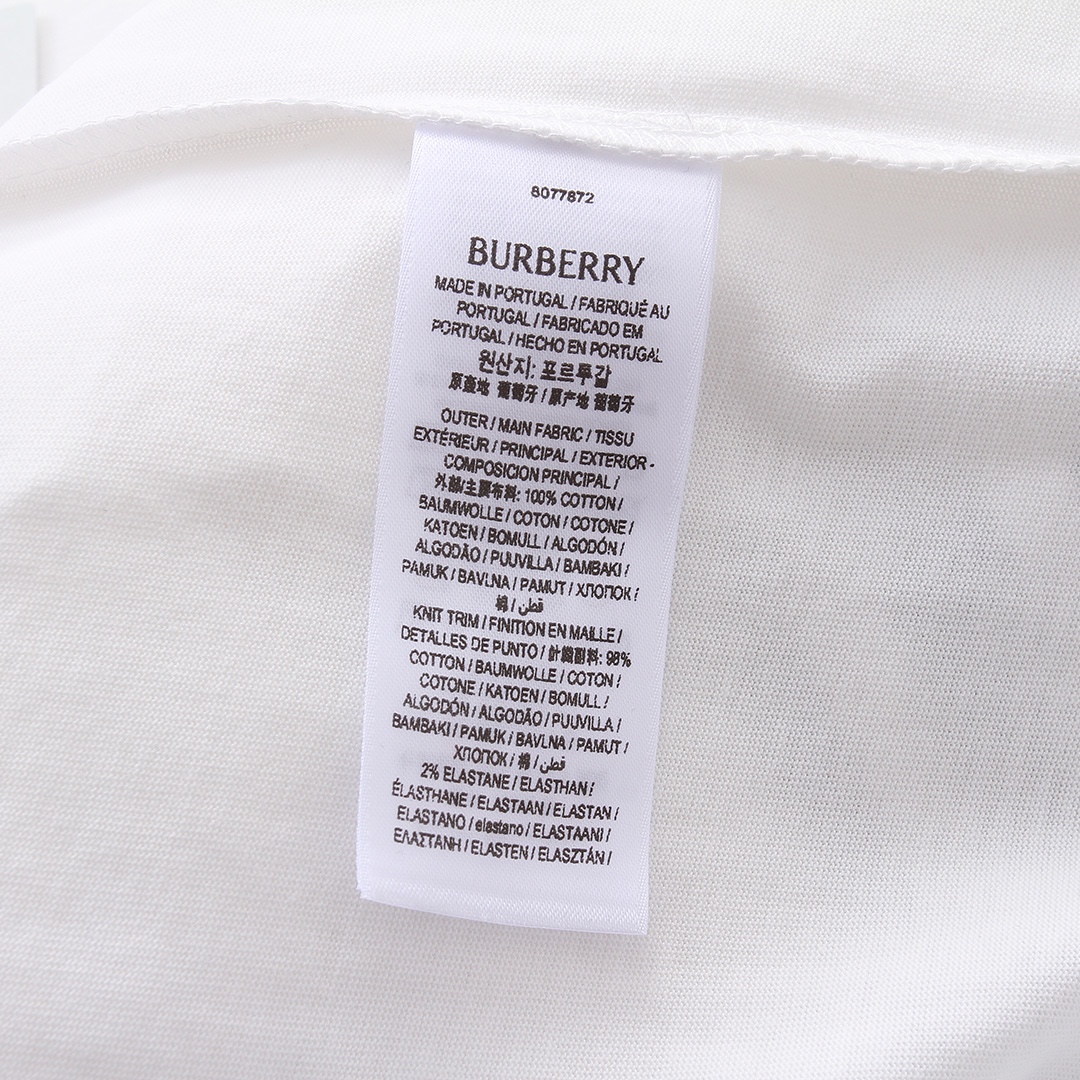 8077872
BURBERRY
MADE IN PORTUGAL / FABRIQUÉ AU
PORTUGAL / FABRICADO EM
PORTUGAL / HECHO EN PORTUGAL
원산지: 포르투갈
原產地 葡萄牙 / 原产地 葡萄牙
OUTER / MAIN FABRIC / TISSU
EXTÉRIEUR / PRINCIPAL / EXTERIOR -
COMPOSICION PRINCIPAL /
外部/主要布料: 100% COTTON /
BAUMWOLLE / COTON / COTONE /
KATOEN / BOMULL / ALGODÓN /
ALGODÃO / PUUVILLA / BAMBAKI /
PAMUK / BAVLNA / PAMUT / ХЛОПОК /
棉 / قطن
KNIT TRIM / FINITION EN MAILLE /
DETALLES DE PUNTO / 針織副料: 98%
COTTON / BAUMWOLLE / COTON /
COTONE / KATOEN / BOMULL /
ALGODÓN / ALGODÃO / PUUVILLA /
BAMBAKI / PAMUK / BAVLNA / PAMUT /
ХЛОПОК / 棉 / قطن
2% ELASTANE / ELASTHAN /
ÉLASTHANE / ELASTAAN / ELASTAN /
ELASTANO / elastano / ELASTAANI /
ΕΛΑΣΤΑΝΗ / ELASTEN / ELASZTÁN /